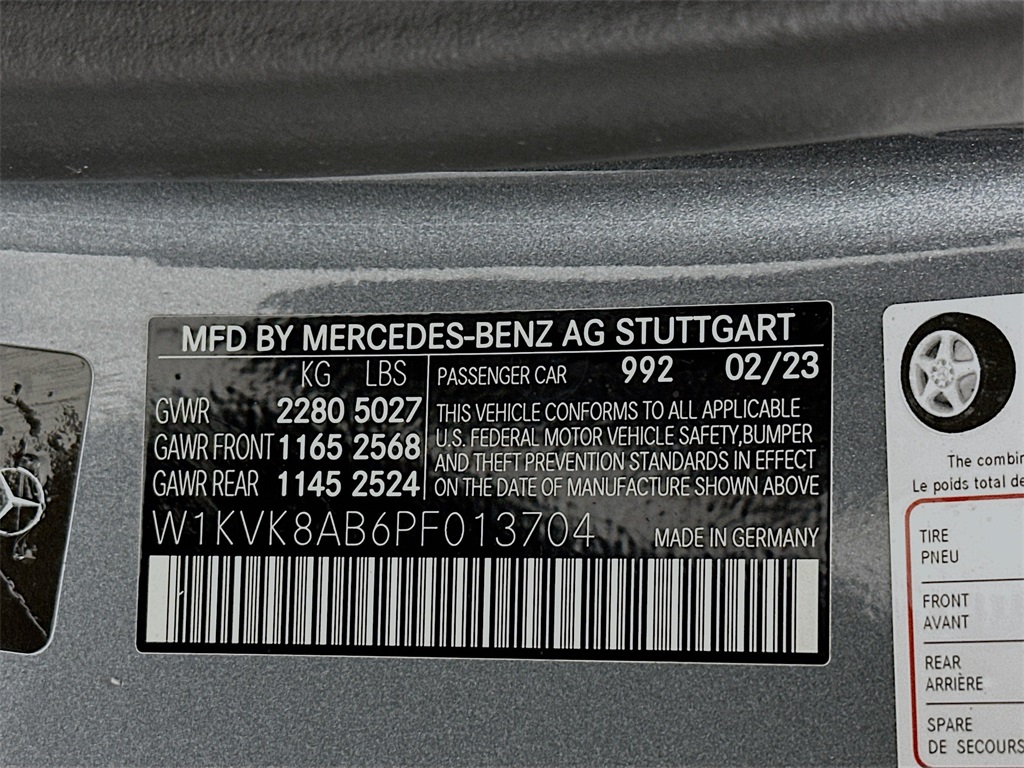 MFD BY MERCEDES-BENZ AG STUTTGART
KG LBS PASSENGER CAR 992 02/23
GVWR 2280 5027
GAWR FRONT 1165 2568
GAWR REAR 1145 2524
THIS VEHICLE CONFORMS TO ALL APPLICABLE
U.S. FEDERAL MOTOR VEHICLE SAFETY,BUMPER
AND THEFT PREVENTION STANDARDS IN EFFECT
ON THE DATE OF MANUFACTURE SHOWN ABOVE
W1KVK8AB6PF013704 MADE IN GERMANY
The combin
Le poids total de
TIRE
PNEU
FRONT
AVANT
REAR
ARRIÈRE
SPARE
DE SECOURS